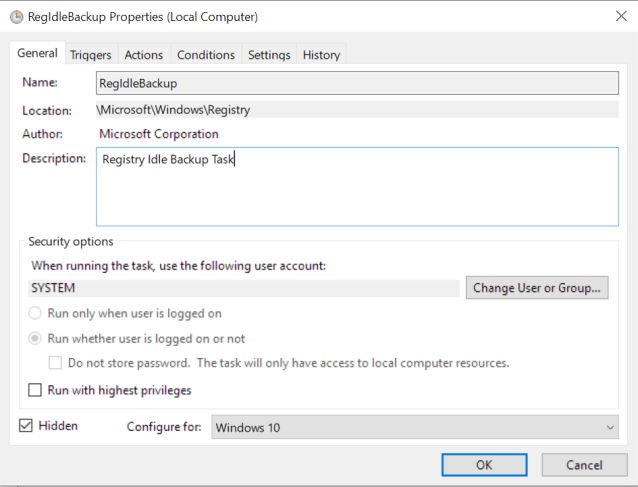 RegIdleBackup Properties (Local Computer)
General Triggers Actions Conditions Settings History
Name: RegIdleBackup
Location: \Microsoft\Windows\Registry
Author: Microsoft Corporation
Description: Registry Idle Backup Task
Security options
When running the task, use the following user account:
SYSTEM Change User or Group...
Run only when user is logged on
Run whether user is logged on or not
Do not store password. The task will only have access to local computer resources.
Run with highest privileges
Hidden Configure for: Windows 10
OK Cancel